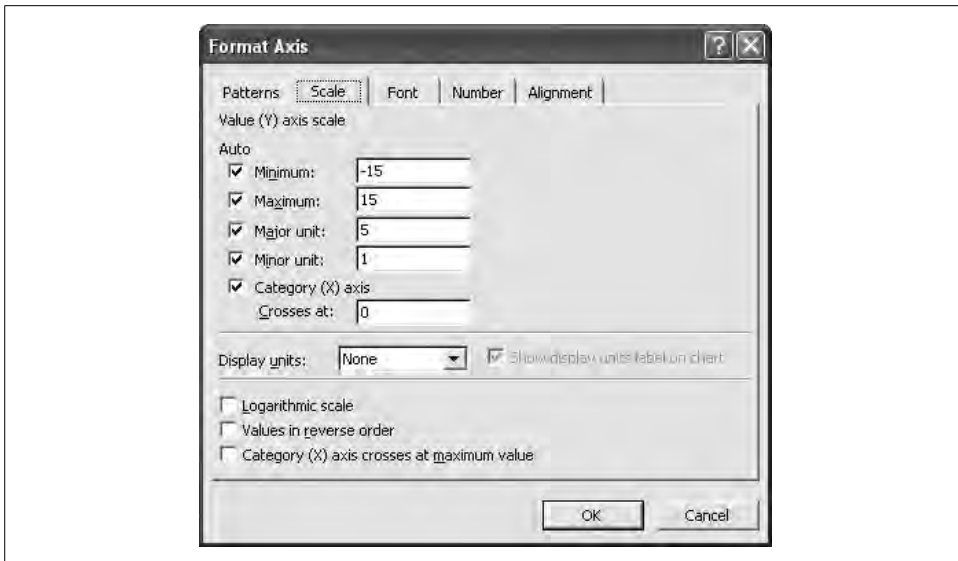 Format Axis
Patterns Scale Font Number Alignment
Value (Y) axis scale
Auto
Minimum: -15
Maximum: 15
Major unit: 5
Minor unit: 1
Category (X) axis
Crosses at: 0
Display units: None Show display units label on chart
Logarithmic scale
Values in reverse order
Category (X) axis crosses at maximum value
OK Cancel